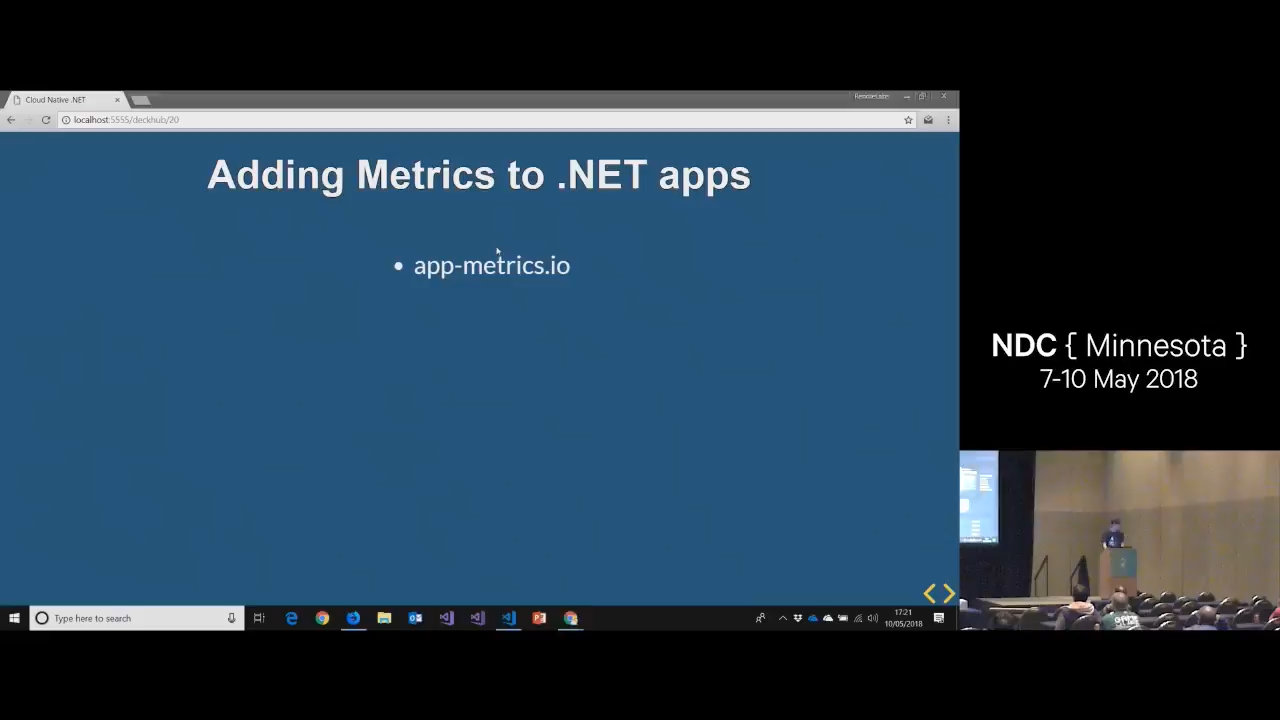 Cloud Native .NET
RemoteLabs
localhost:5555/deckhub/20
Adding Metrics to .NET apps
• app-metrics.io
NDC { Minnesota }
7-10 May 2018
Type here to search
17:21
10/05/2018